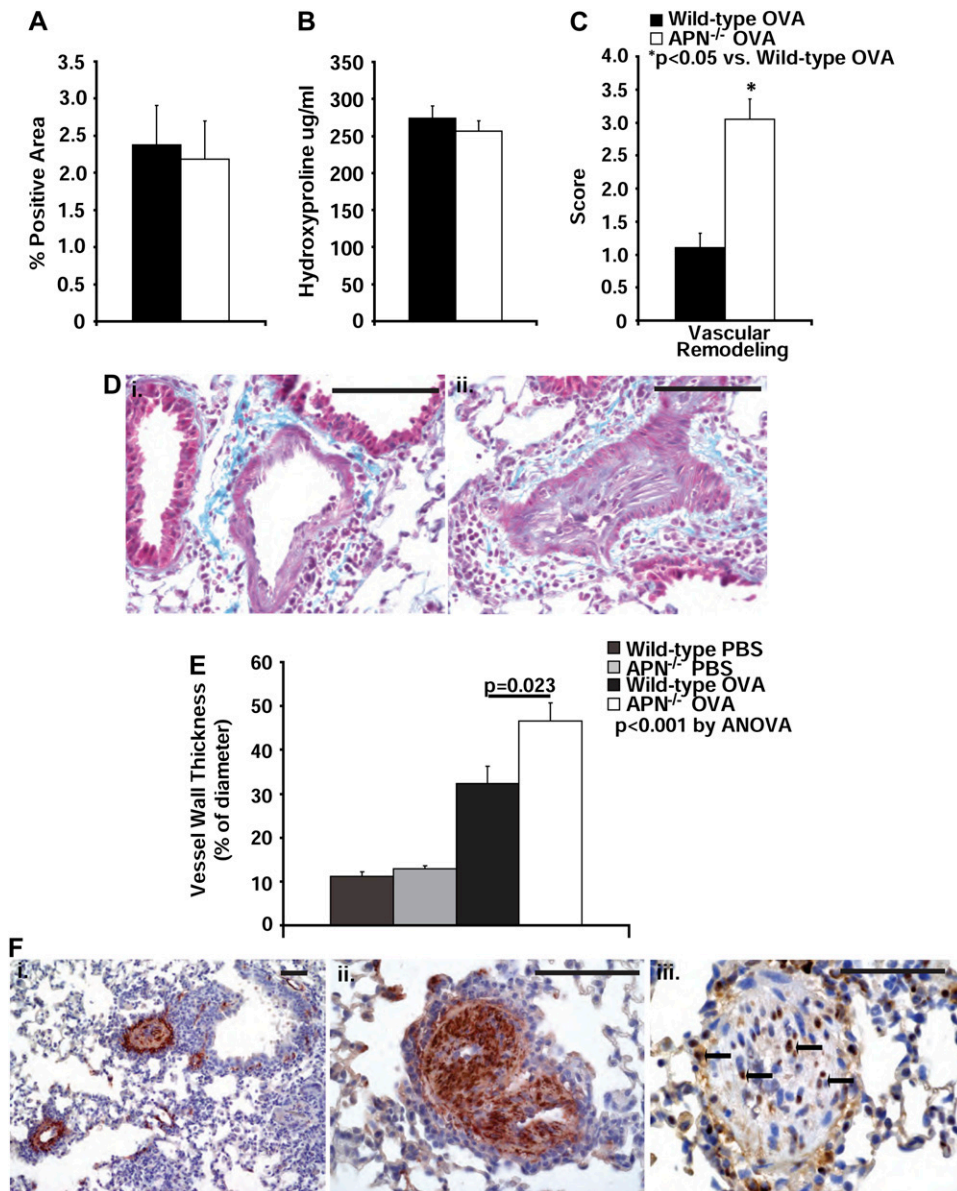 A
% Positive Area
3.5
3.0
2.5
2.0
1.5
1.0
0.5
0
B
Hydroxyproline ug/ml
350
300
250
200
150
100
50
0
C
Wild-type OVA
APN-/- OVA
*p<0.05 vs. Wild-type OVA
Score
4.0
3.5
3.0
2.5
2.0
1.5
1.0
0.5
0
*
Vascular
Remodeling
D
i.
ii.
E
Vessel Wall Thickness
(% of diameter)
60
50
40
30
20
10
0
p=0.023
Wild-type PBS
APN-/- PBS
Wild-type OVA
APN-/- OVA
p<0.001 by ANOVA
F
i.
ii.
iii.